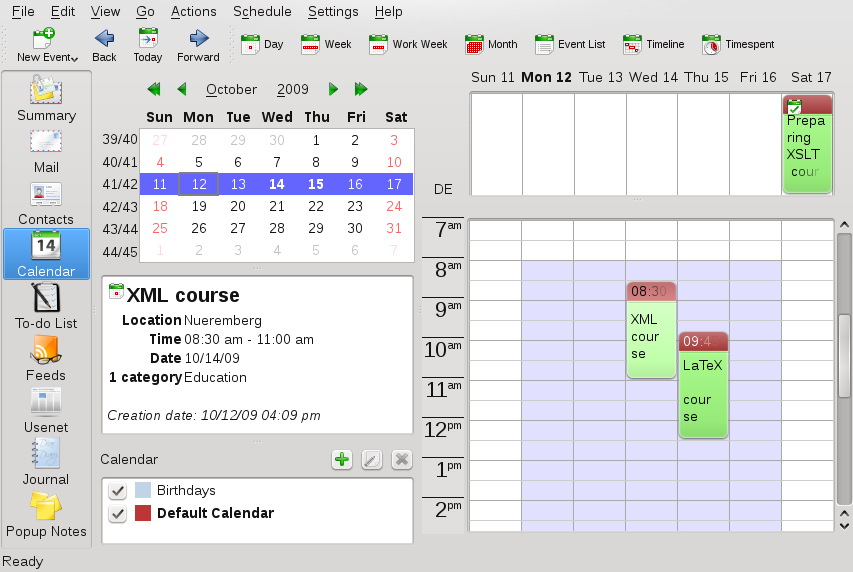 File Edit View Go Actions Schedule Settings Help
New Event Back Today Forward Day Week Work Week Month Event List Timeline Timespent
Summary
Mail
Contacts
14
Calendar
To-do List
Feeds
Usenet
Journal
Popup Notes
October 2009
Sun Mon Tue Wed Thu Fri Sat
39/40 27 28 29 30 1 2 3
40/41 4 5 6 7 8 9 10
41/42 11 12 13 14 15 16 17
42/43 18 19 20 21 22 23 24
43/44 25 26 27 28 29 30 31
44/45 1 2 3 4 5 6 7
XML course
Location Nueremberg
Time 08:30 am - 11:00 am
Date 10/14/09
1 category Education
Creation date: 10/12/09 04:09 pm
Calendar
Birthdays
Default Calendar
Sun 11 Mon 12 Tue 13 Wed 14 Thu 15 Fri 16 Sat 17
DE
Prepa
ring
XSLT
cour
7am
8am
9am
10am
11am
12pm
1pm
2pm
08:30
XML
cour
se
09:4
LaTeX
cour
se
Ready